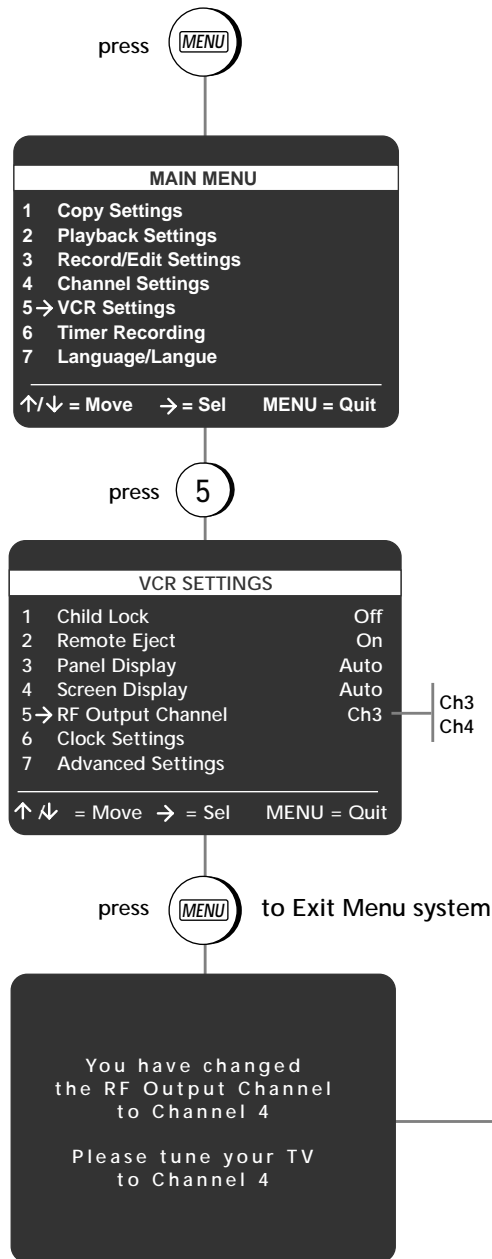 press MENU
MAIN MENU
1 Copy Settings
2 Playback Settings
3 Record/Edit Settings
4 Channel Settings
5→ VCR Settings
6 Timer Recording
7 Language/Langue
↑/↓ = Move → = Sel MENU = Quit
press 5
VCR SETTINGS
1 Child Lock Off
2 Remote Eject On
3 Panel Display Auto
4 Screen Display Auto
5→ RF Output Channel Ch3
Ch3
Ch4
6 Clock Settings
7 Advanced Settings
↑/↓ = Move → = Sel MENU = Quit
press MENU to Exit Menu system
You have changed
the RF Output Channel
to Channel 4
Please tune your TV
to Channel 4